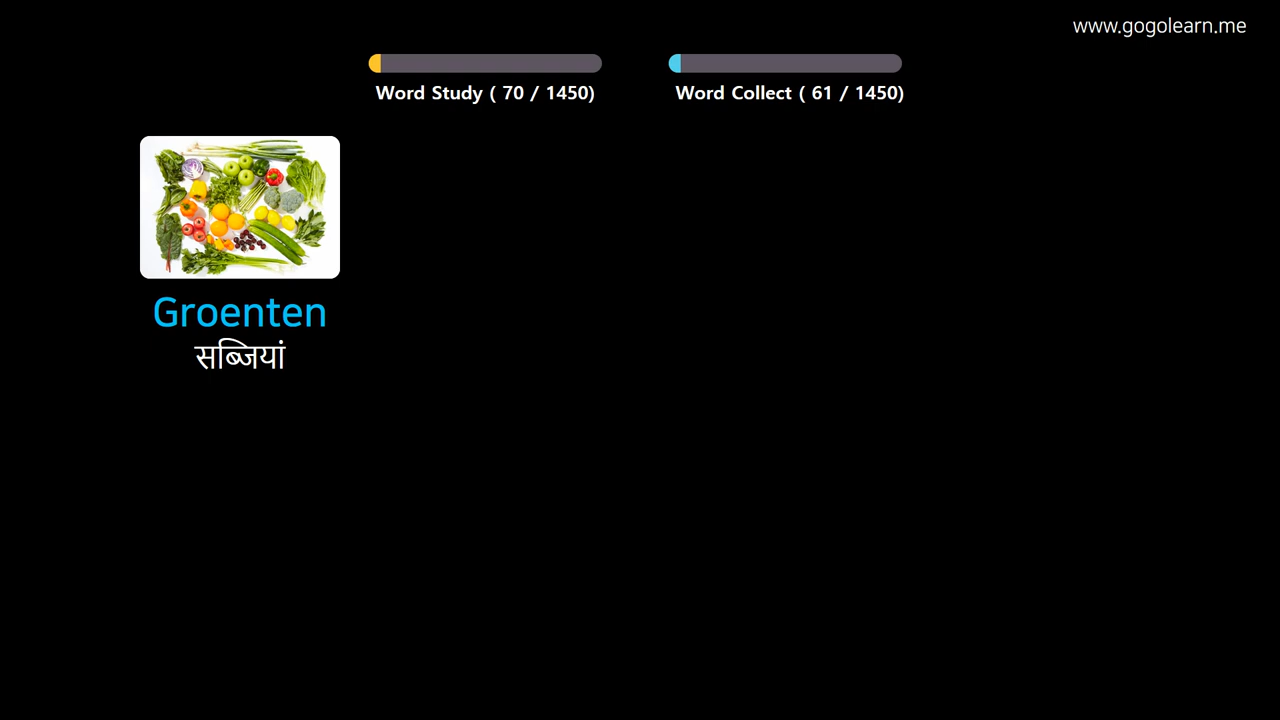 www.gogolearn.me
Word Study ( 70 / 1450)
Word Collect ( 61 / 1450)
Groenten
सब्जियां